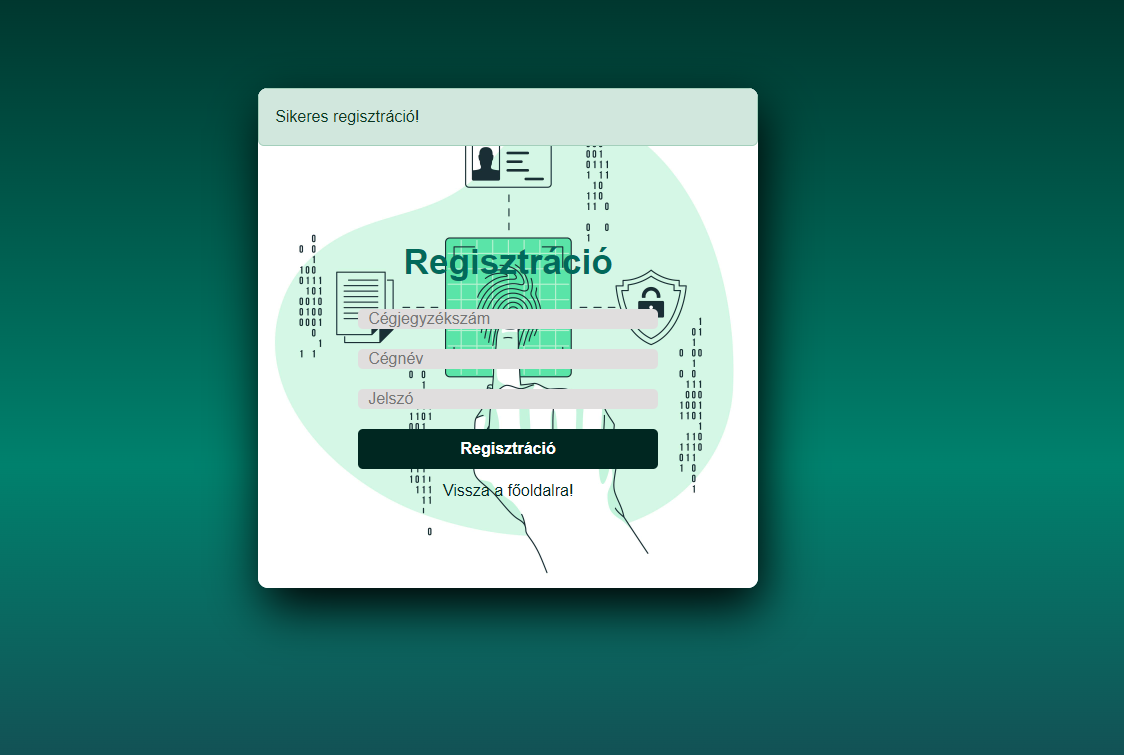 Sikeres regisztráció!
Regisztráció
Cégjegyzékszám
Cégnév
Jelszó
Regisztráció
Vissza a főoldalra!